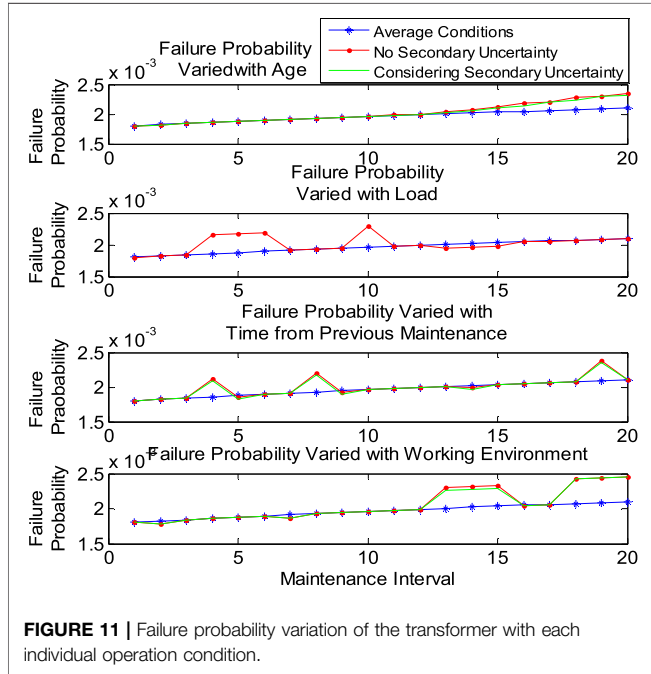 Average Conditions
No Secondary Uncertainty
Considering Secondary Uncertainty
Failure Probability
Variedwith Age
x 10-3
2.5
2
1.5
Failure
Probability
0 5 10 15 20
Failure Probability
Varied with Load
x 10-3
2.5
2
1.5
Failure
Probability
0 5 10 15 20
Failure Probability Varied with
Time from Previous Maintenance
x 10-3
2.5
2
1.5
Failure
Praobability
0 5 10 15 20
Failure Probability Varied with Working Environment
x 10
2.5
2
1.5
Failure
Probability
0 5 10 15 20
Maintenance Interval
FIGURE 11 | Failure probability variation of the transformer with each
individual operation condition.